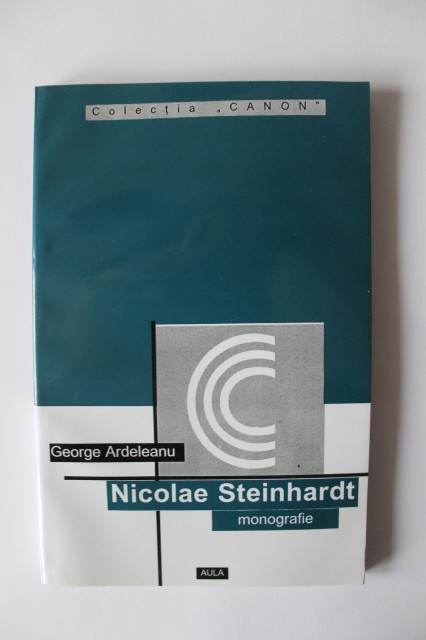 Colecția „CANON”
George Ardeleanu
Nicolae Steinhardt
monografie
AULA